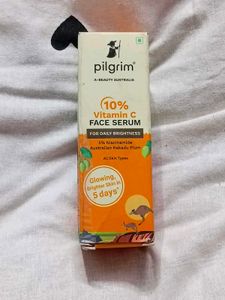 pilgrim®
A-BEAUTY AUSTRALIA
10%
Vitamin C
FACE SERUM
FOR DAILY BRIGHTNESS
5% Niacinamide
Australian Kakadu Plum
All Skin Types
Glowing,
Brighter Skin in
5 days*